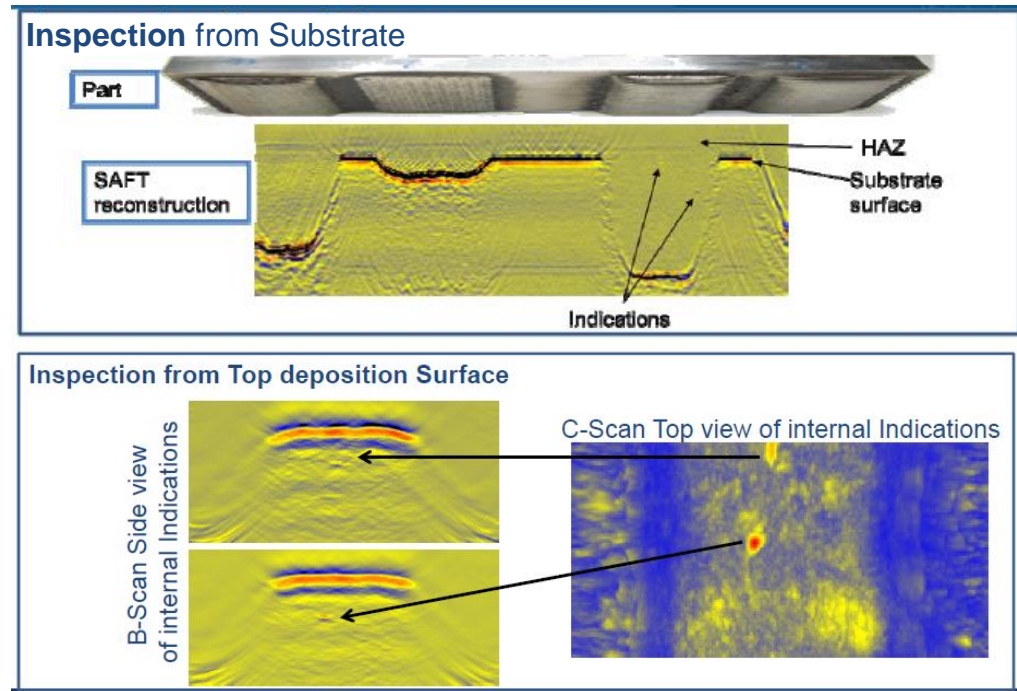 Inspection from Substrate
Part
SAFT
reconstruction
HAZ
Substrate
surface
Indications
Inspection from Top deposition Surface
B-Scan Side view
of internal Indications
C-Scan Top view of internal Indications